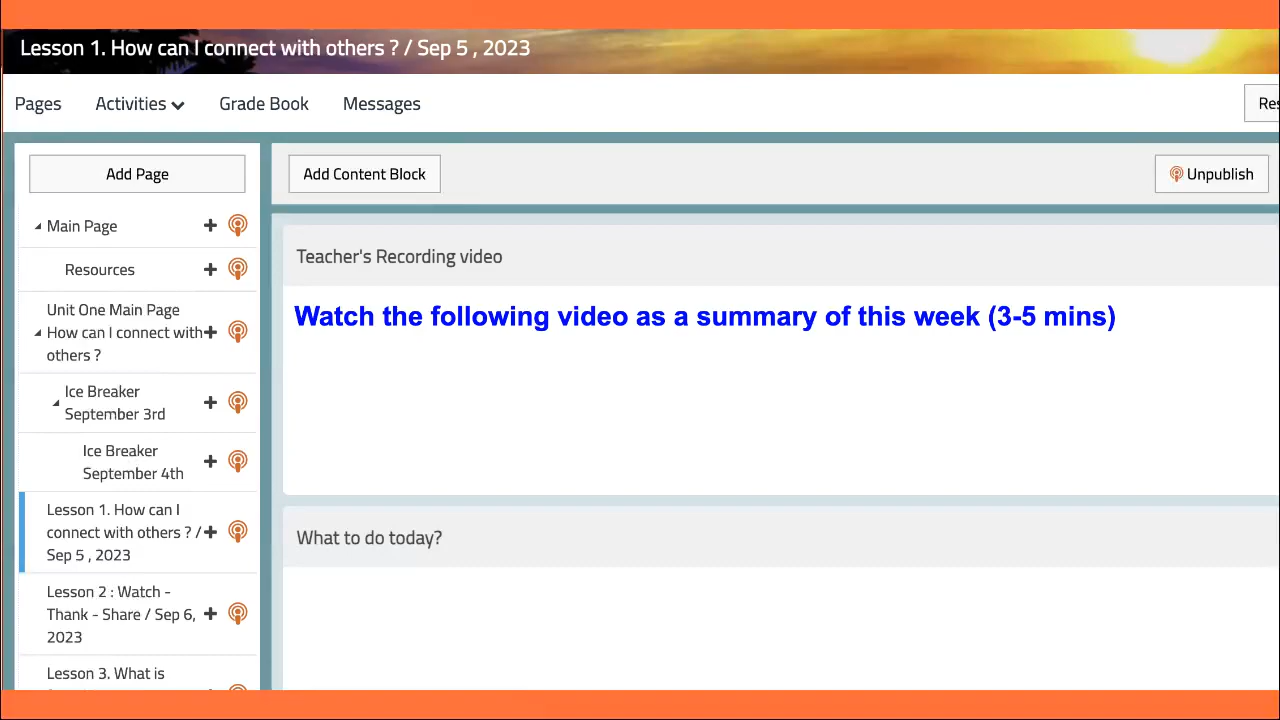 Lesson 1. How can I connect with others ? / Sep 5 , 2023
Pages
Activities
Grade Book
Messages
Add Page
Add Content Block
Unpublish
Main Page
Resources
Unit One Main Page
How can I connect with
others ?
Ice Breaker
September 3rd
Ice Breaker
September 4th
Lesson 1. How can I
connect with others ? /
Sep 5 , 2023
Lesson 2 : Watch -
Thank - Share / Sep 6,
2023
Lesson 3. What is
Teacher's Recording video
Watch the following video as a summary of this week (3-5 mins)
What to do today?